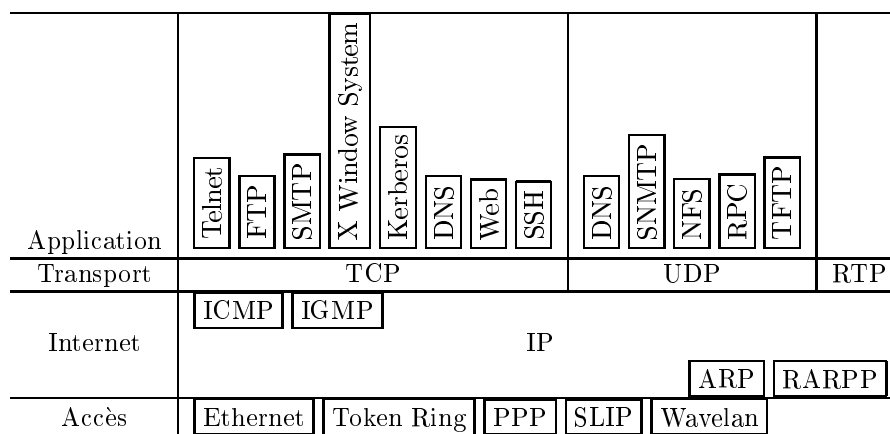 Application Telnet FTP SMTP X Window System Kerberos DNS Web SSH DNS SNMTP NFS RPC TFTP
Transport TCP UDP RTP
ICMP IGMP
Internet IP
ARP RARPP
Accès Ethernet Token Ring PPP SLIP Wavelan